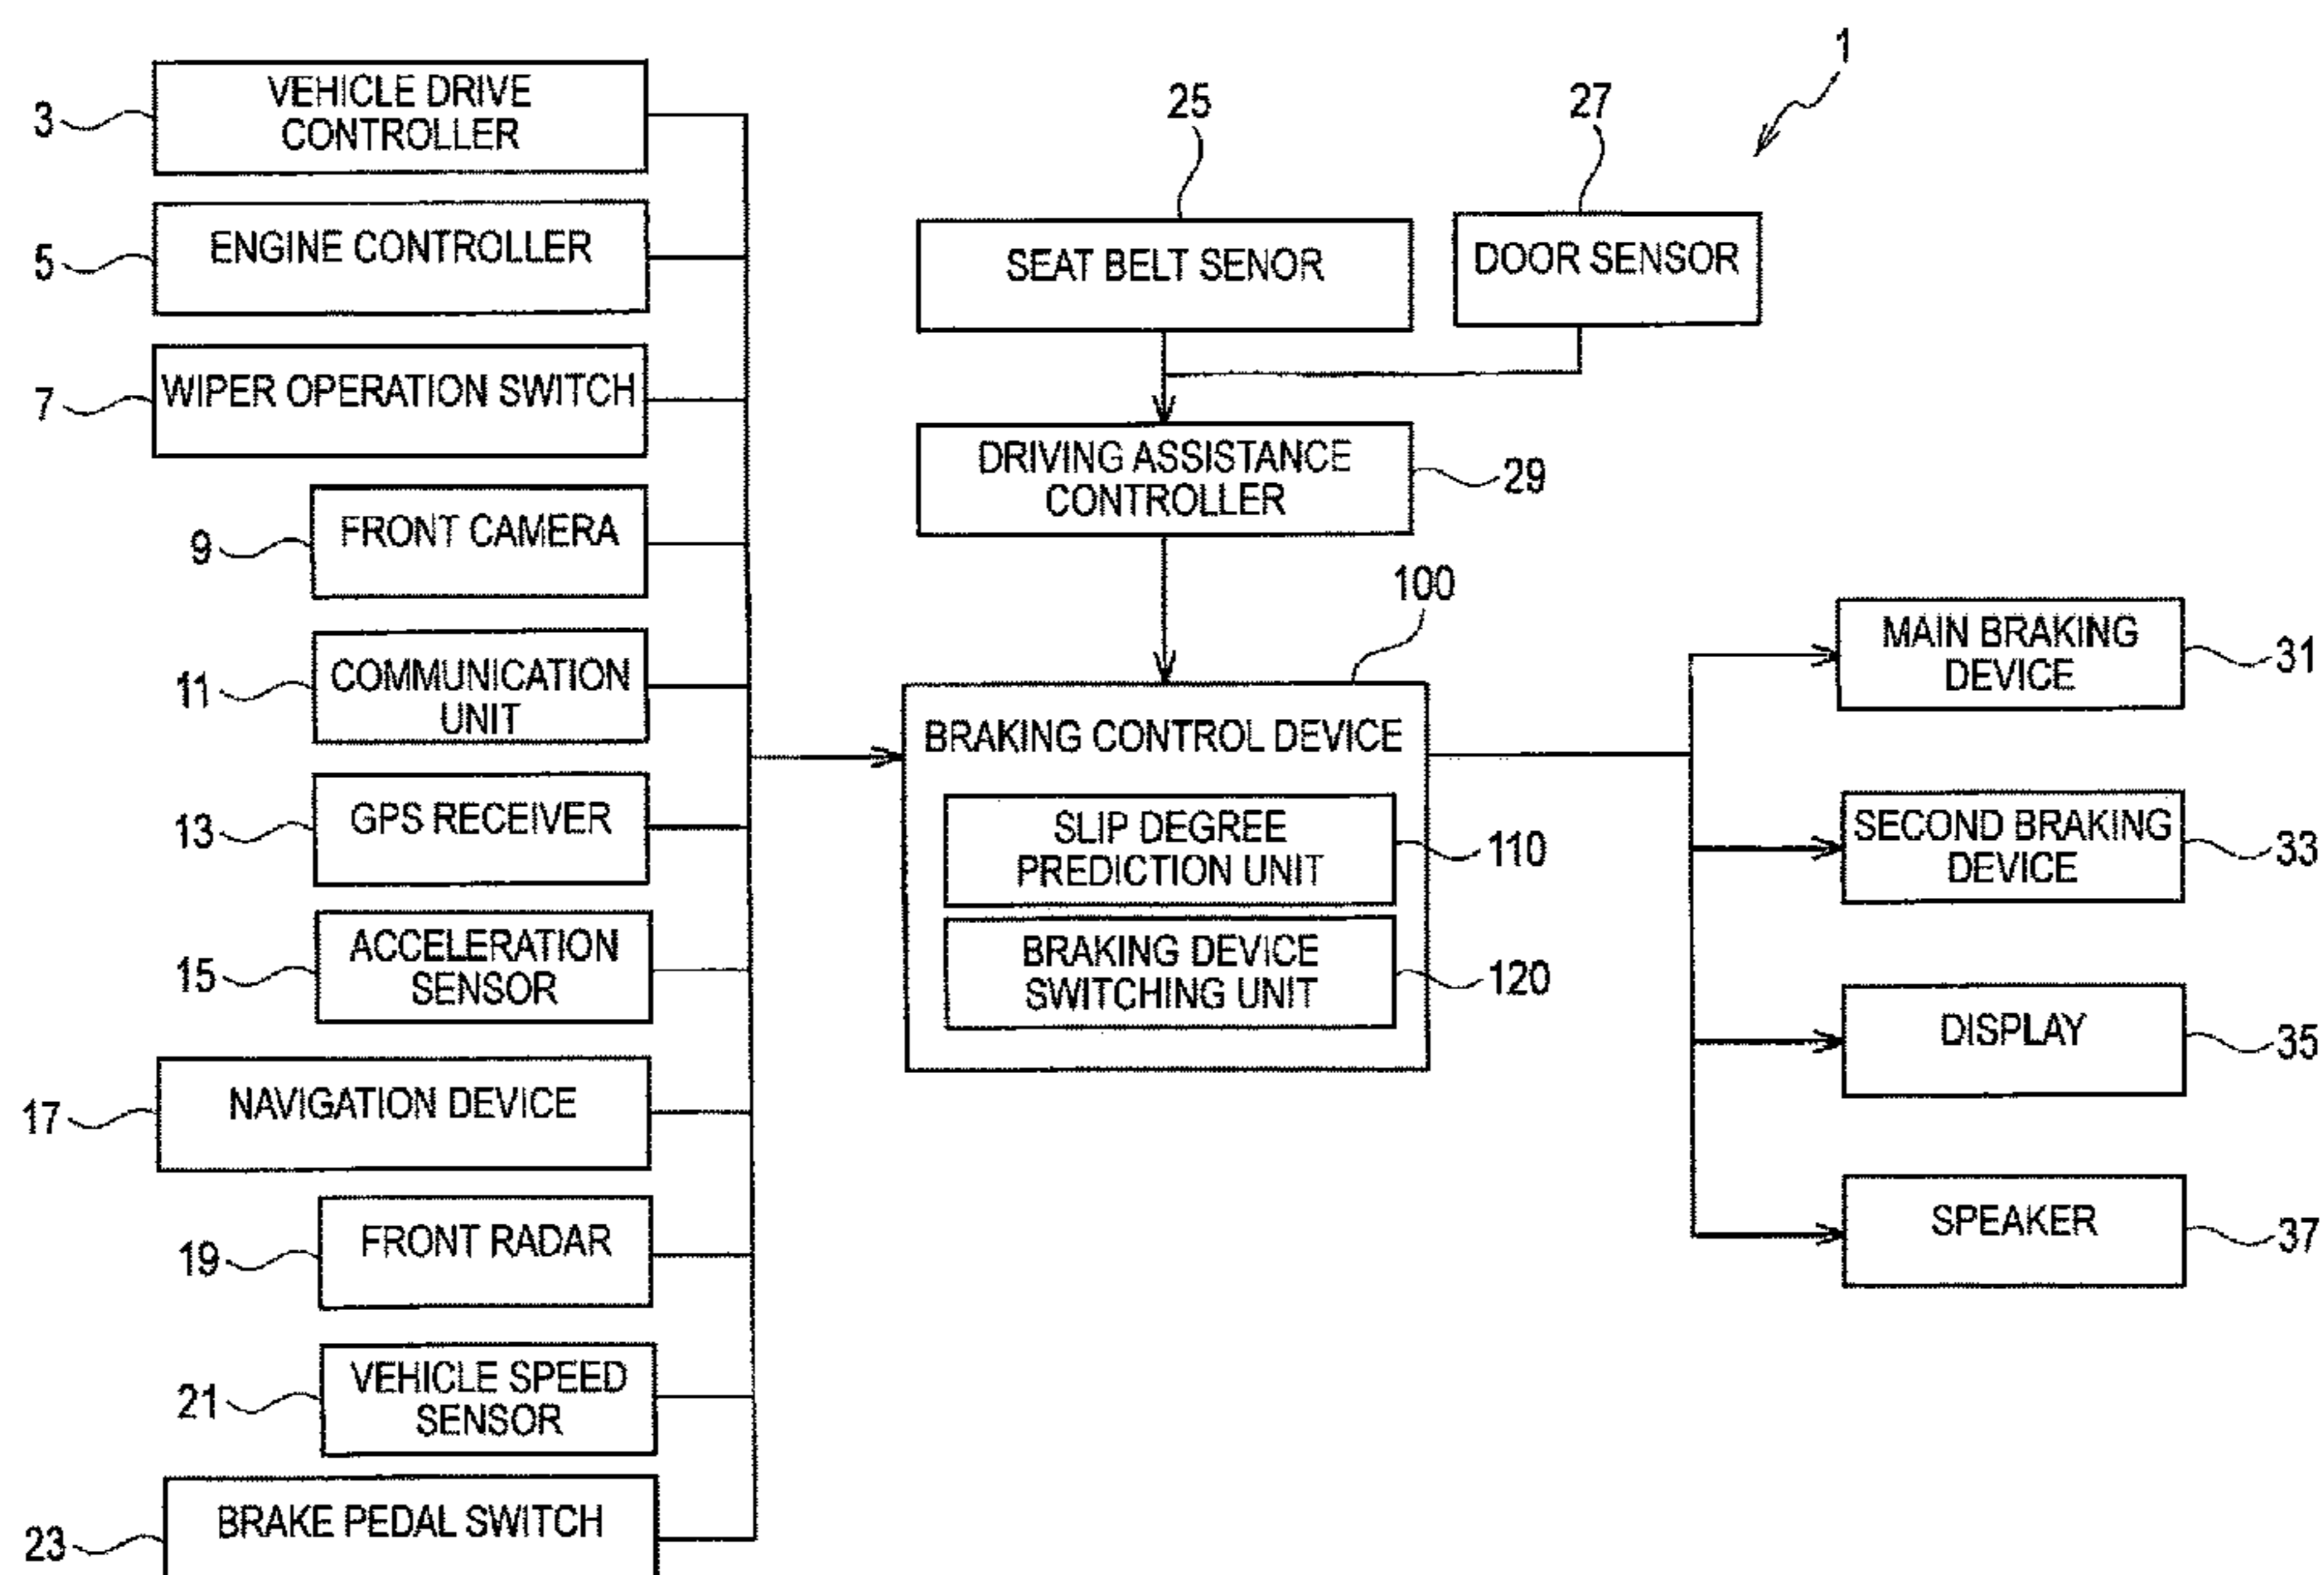 1
3
VEHICLE DRIVE
CONTROLLER
5
ENGINE CONTROLLER
7
WIPER OPERATION SWITCH
9
FRONT CAMERA
11
COMMUNICATION
UNIT
13
GPS RECEIVER
15
ACCELERATION
SENSOR
17
NAVIGATION DEVICE
19
FRONT RADAR
21
VEHICLE SPEED
SENSOR
23
BRAKE PEDAL SWITCH
25
SEAT BELT SENOR
27
DOOR SENSOR
DRIVING ASSISTANCE
CONTROLLER
29
100
BRAKING CONTROL DEVICE
SLIP DEGREE
PREDICTION UNIT
110
BRAKING DEVICE
SWITCHING UNIT
120
MAIN BRAKING
DEVICE
31
SECOND BRAKING
DEVICE
33
DISPLAY
35
SPEAKER
37